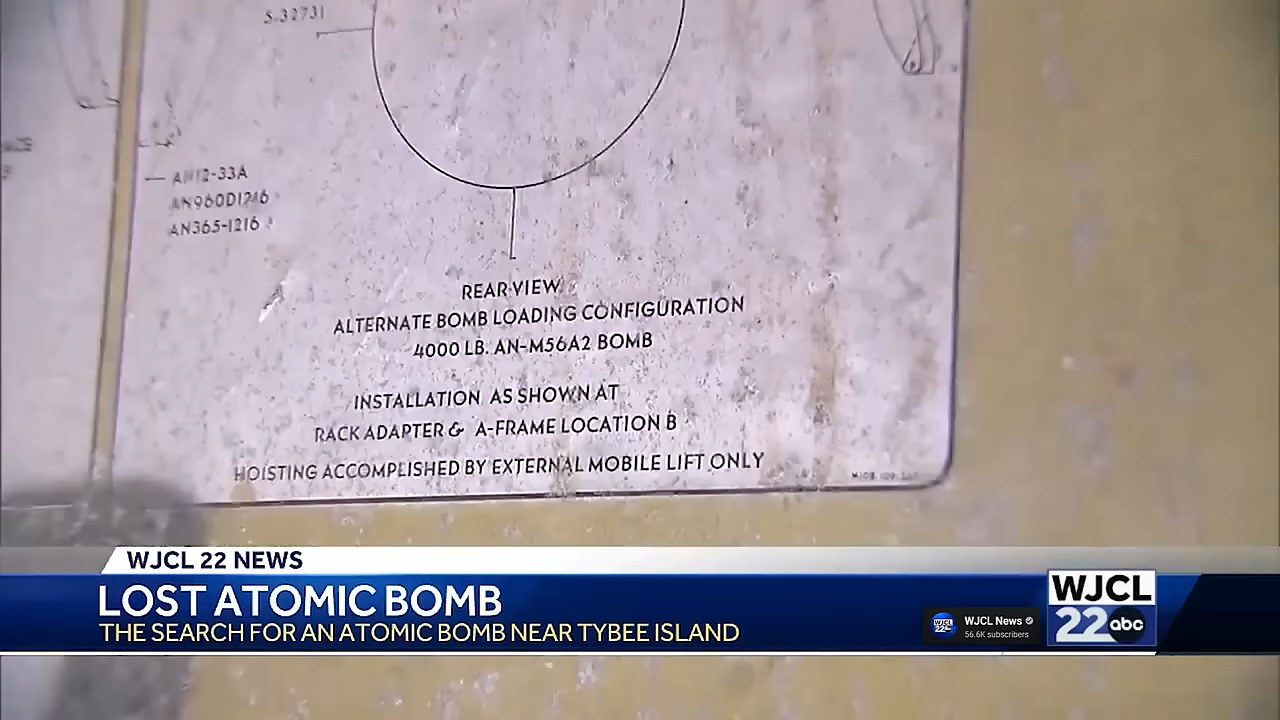 S-32731
AN12-33A
AN960D1216
AN365-1216
REAR VIEW
ALTERNATE BOMB LOADING CONFIGURATION
4000 LB. AN-M56A2 BOMB
INSTALLATION AS SHOWN AT
RACK ADAPTER & A-FRAME LOCATION B
HOISTING ACCOMPLISHED BY EXTERNAL MOBILE LIFT ONLY
WJCL 22 NEWS
LOST ATOMIC BOMB
THE SEARCH FOR AN ATOMIC BOMB NEAR TYBEE ISLAND
WJCL News
56.6K subscribers
WJCL
22 abc